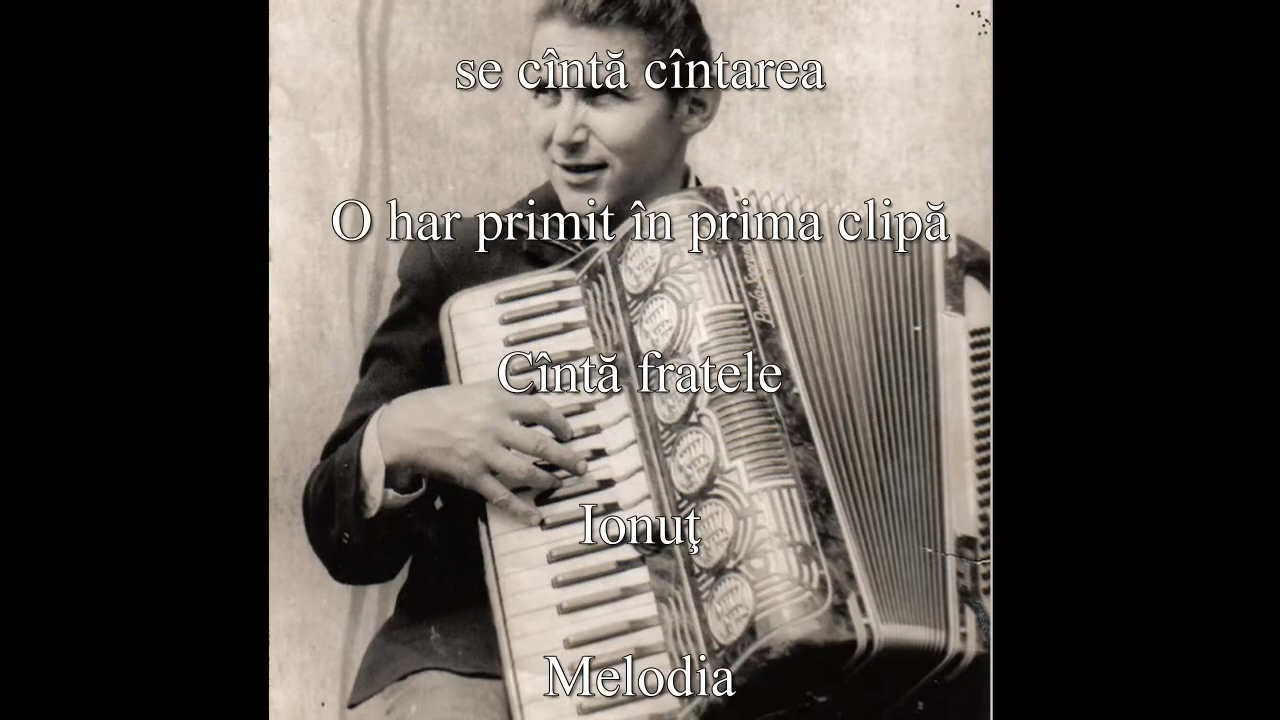 se cîntă cîntarea
O har primit în prima clipă
Cîntă fratele
Ionuţ
Melodia